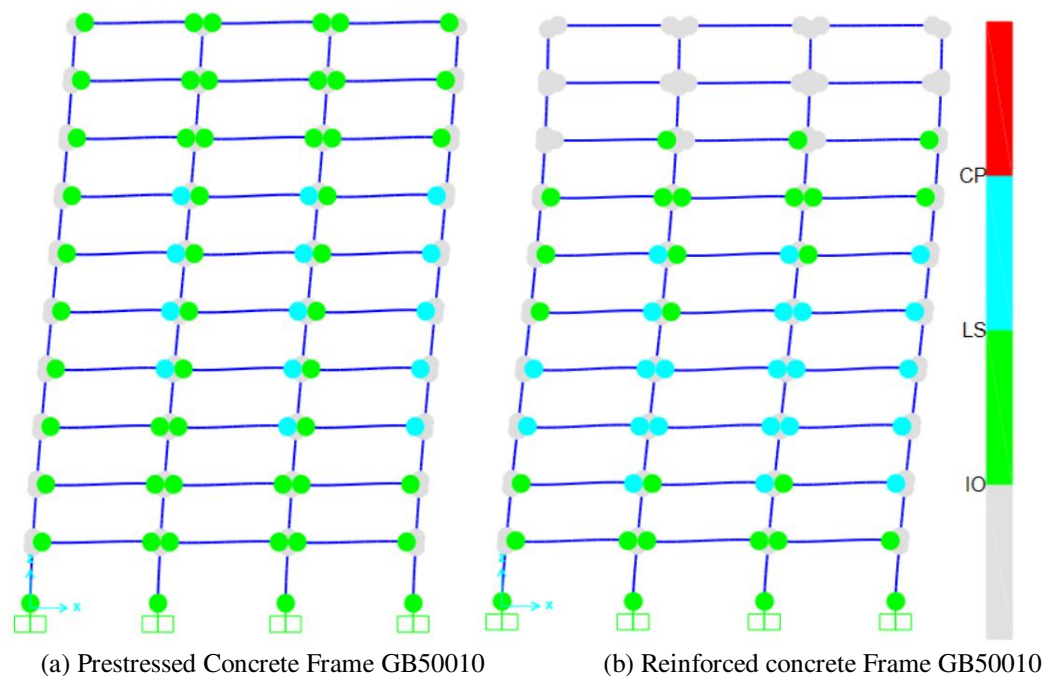 CP
LS
IO
z
x
z
x
(a) Prestressed Concrete Frame GB50010
(b) Reinforced concrete Frame GB50010